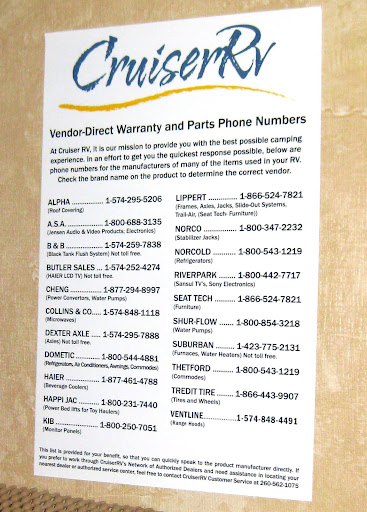 CruiserRv
Vendor-Direct Warranty and Parts Phone Numbers
At Cruiser RV, it is our mission to provide you with the best possible camping
experience. In an effort to get you the quickest response possible, below are
phone numbers for the manufacturers of many of the items used in your RV.
Check the brand name on the product to determine the correct vendor.
ALPHA ................ 1-574-295-5206
(Roof Covering)
A.S.A. ................. 1-800-688-3135
(Jensen Audio & Video Products; Electronics)
B & B ................. 1-574-259-7838
(Black Tank Flush System) Not toll free.
BUTLER SALES ... 1-574-252-4274
(HAIER LCD TV) Not toll free.
CHENG ............... 1-877-294-8997
(Power Convertors, Water Pumps)
COLLINS & CO..... 1-574-848-1118
(Microwaves)
DEXTER AXLE .... 1-574-295-7888
(Axles) Not toll free.
DOMETIC ............ 1-800-544-4881
(Refrigerators, Air Conditioners, Awnings, Commodes)
HAIER ................. 1-877-461-4788
(Beverage Coolers)
HAPPI JAC .......... 1-800-231-7440
(Power Bed lifts for Toy Haulers)
KIB ..................... 1-800-250-7051
(Monitor Panels)
LIPPERT ................ 1-866-524-7821
(Frames, Axles, Jacks, Slide-Out Systems,
Trail-Air, (Seat Tech- Furniture))
NORCO ................ 1-800-347-2232
(Stabilizer Jacks)
NORCOLD ............ 1-800-543-1219
(Refrigerators)
RIVERPARK .......... 1-800-442-7717
(Sansui TV's, Sony Electronics)
SEAT TECH .......... 1-866-524-7821
(Furniture)
SHUR-FLOW ....... 1-800-854-3218
(Water Pumps)
SUBURBAN .......... 1-423-775-2131
(Furnaces, Water Heaters) Not toll free.
THETFORD ........... 1-800-543-1219
(Commodes)
TREDIT TIRE ........ 1-866-443-9907
(Tires and Wheels)
VENTLINE..............1-574-848-4491
(Range Hoods)
This list is provided for your benefit, so that you can quickly speak to the product manufacturer directly. If
you prefer to work through CruiserRV's Network of Authorized Dealers and need assistance in locating your
nearest dealer or authorized service center, feel free to contact CruiserRV Customer Service at 260-562-1075